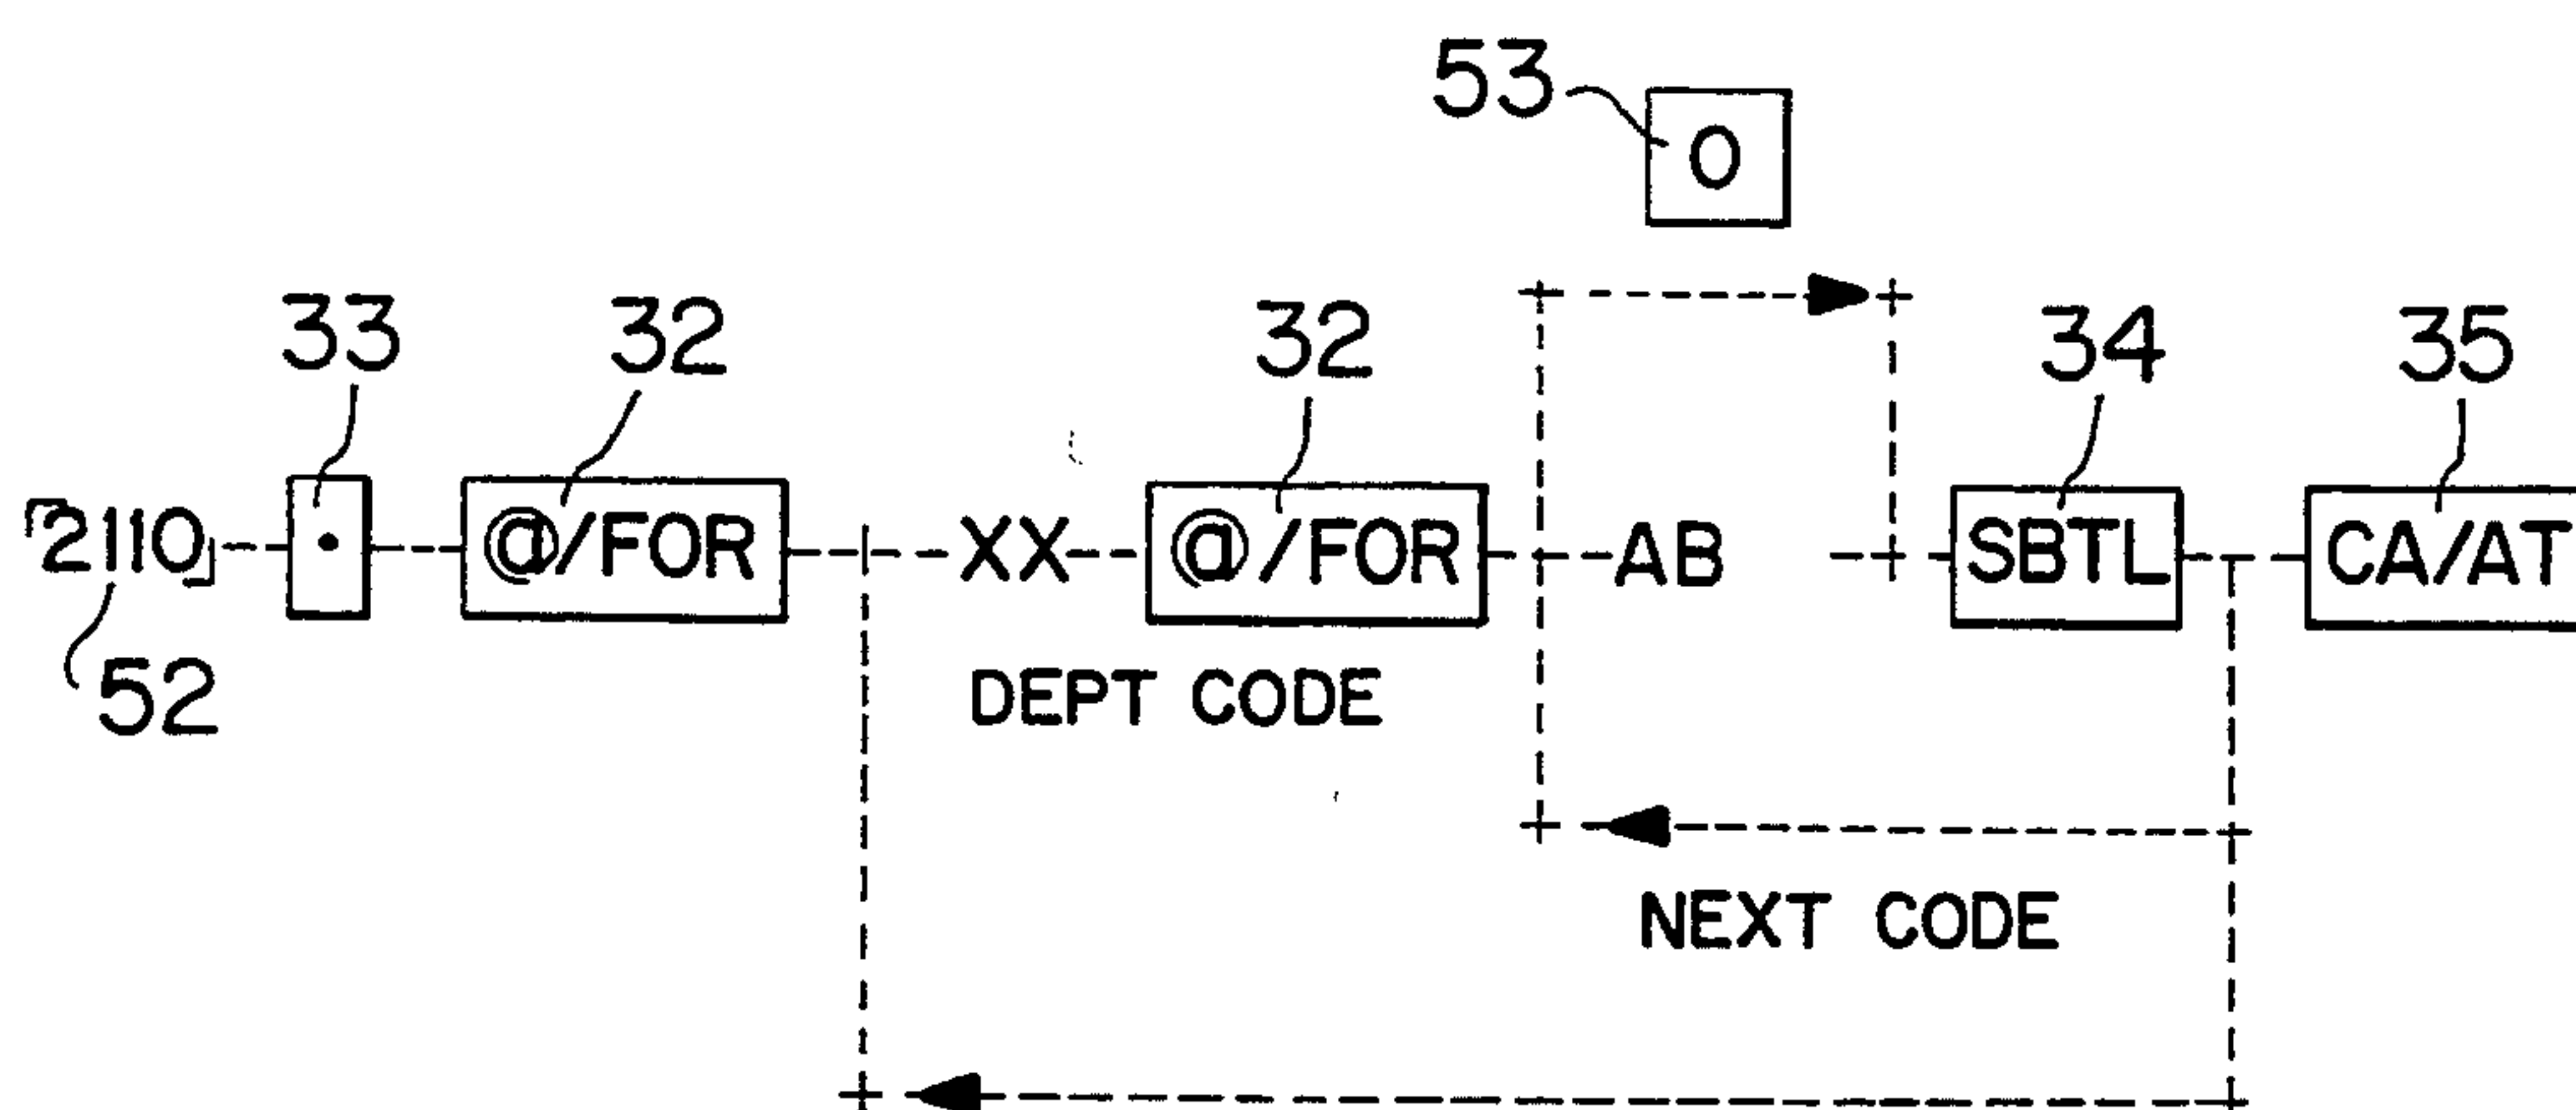 53
0
33 32 32 34 35
「2110」 • @/FOR XX @/FOR AB SBTL CA/AT
52
DEPT CODE
NEXT CODE